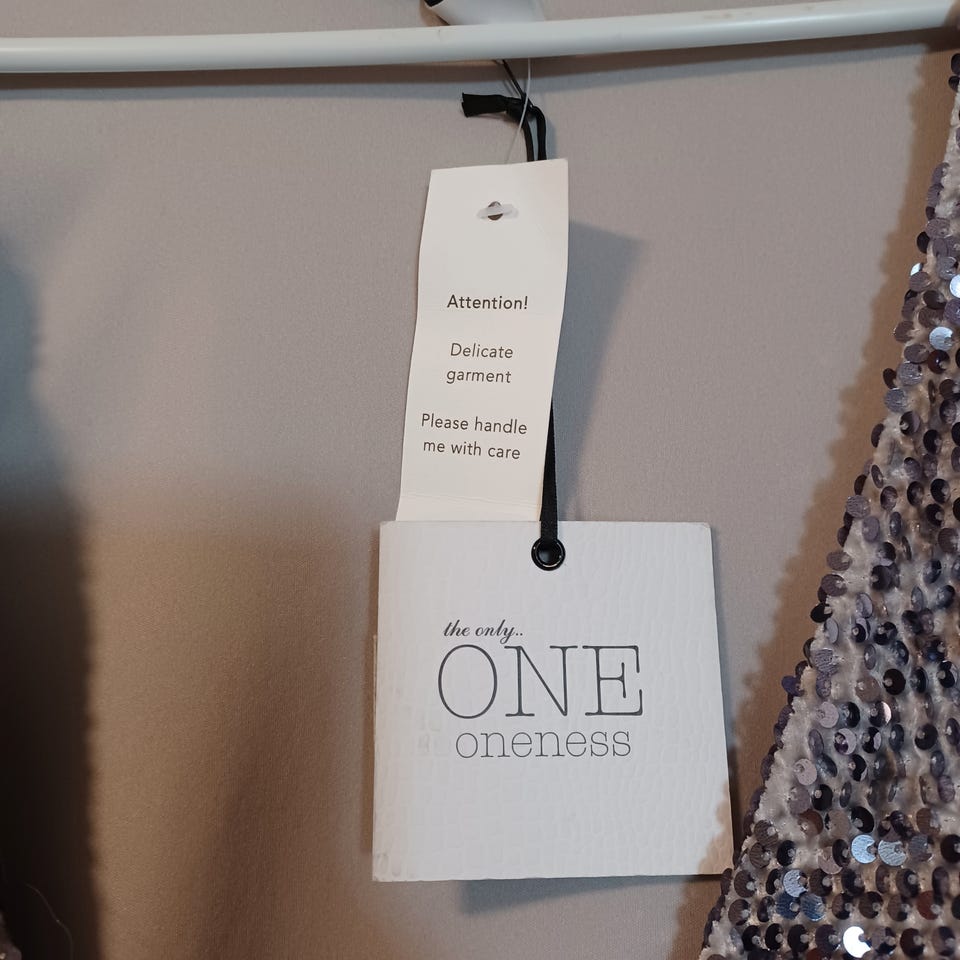 Attention!
Delicate
garment
Please handle
me with care
the only..
ONE
oneness